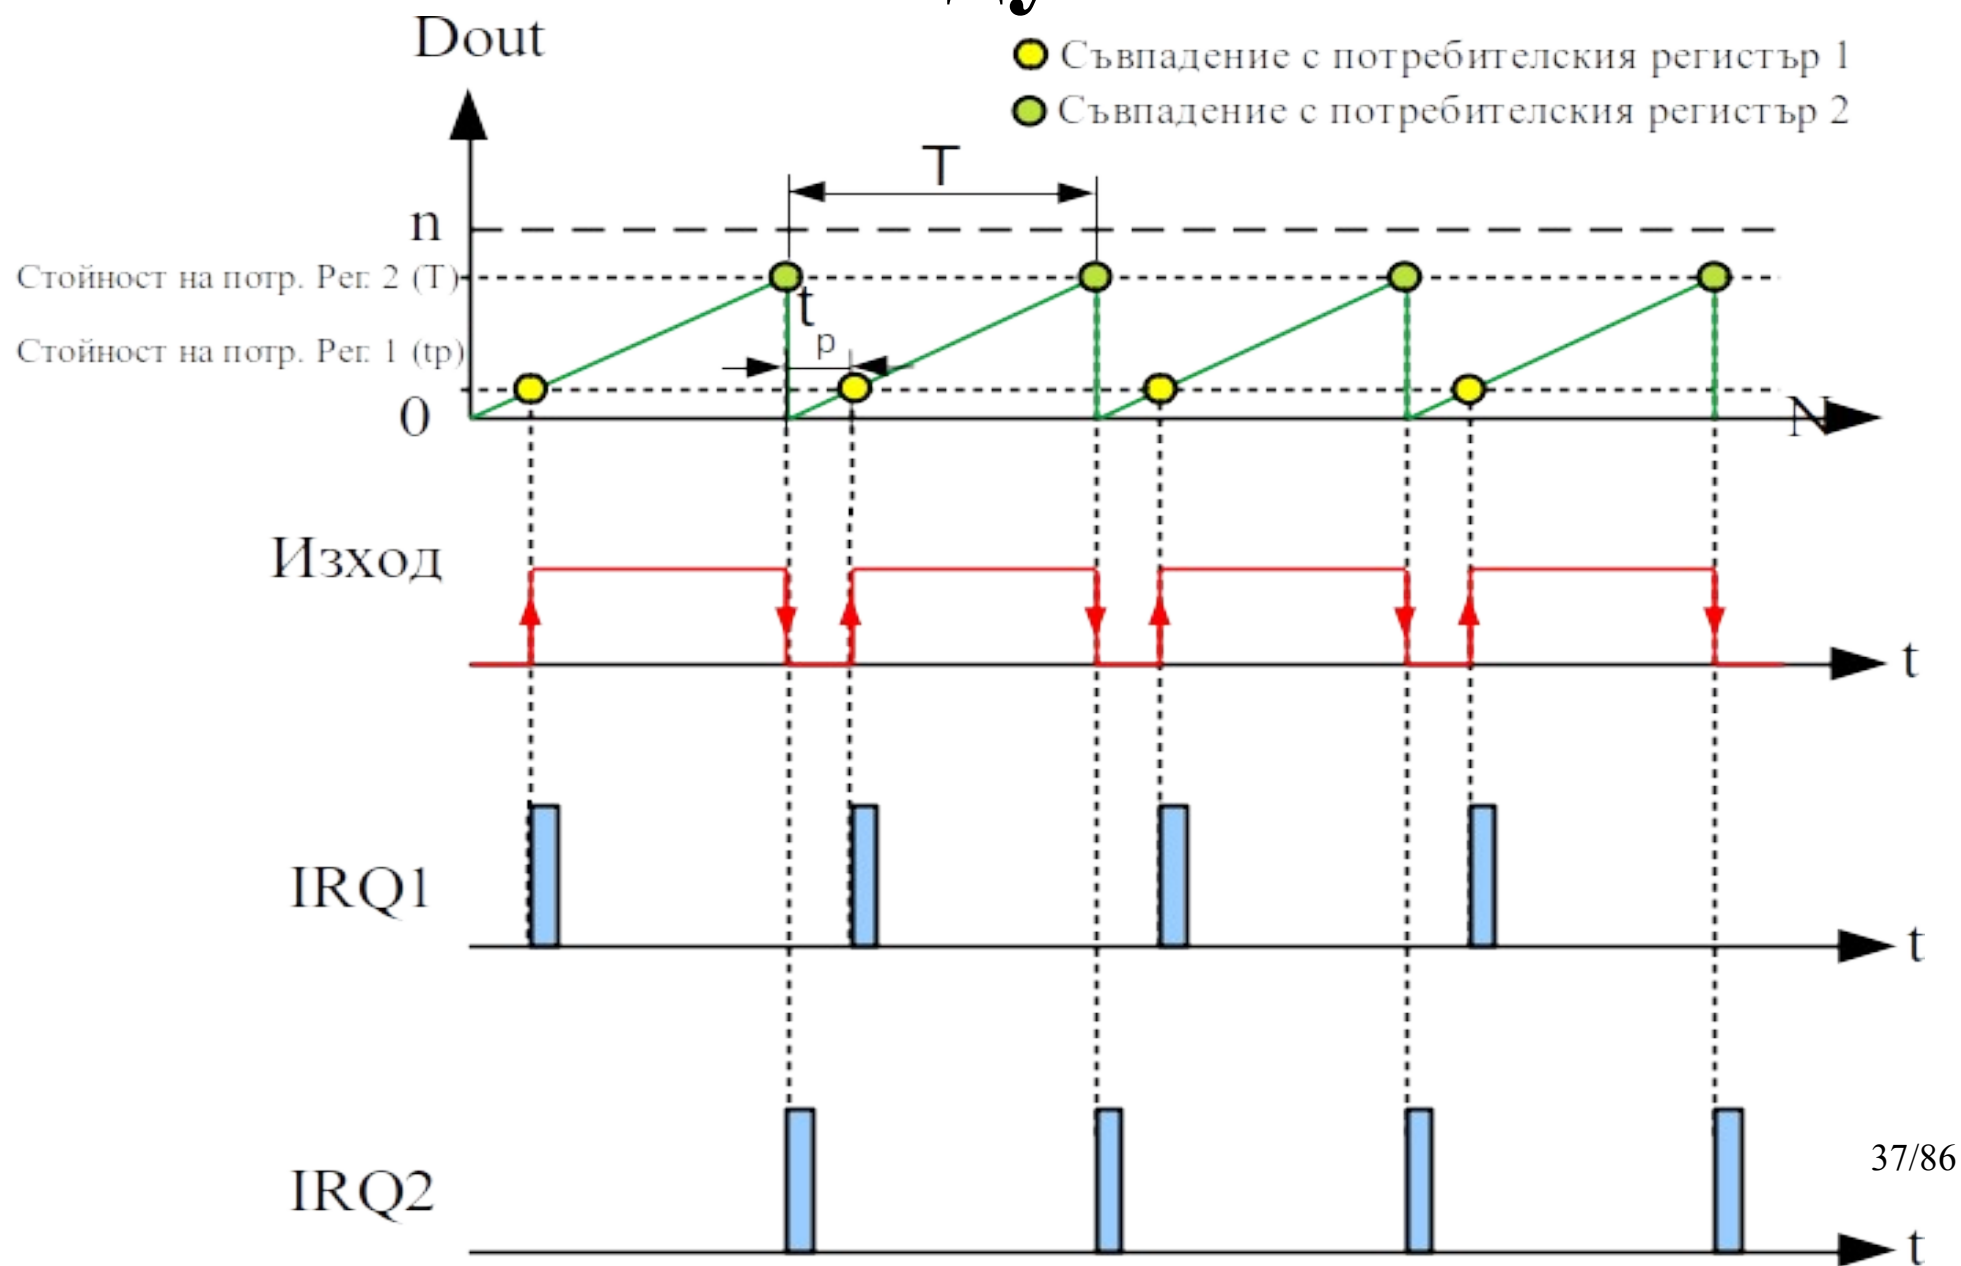 Dout
Съвпадение с потребителския регистър 1
Съвпадение с потребителския регистър 2
T
n
Стойност на потр. Рег. 2 (T)
t
p
Стойност на потр. Рег. 1 (tp)
0
N
Изход
t
IRQ1
t
37/86
IRQ2
t